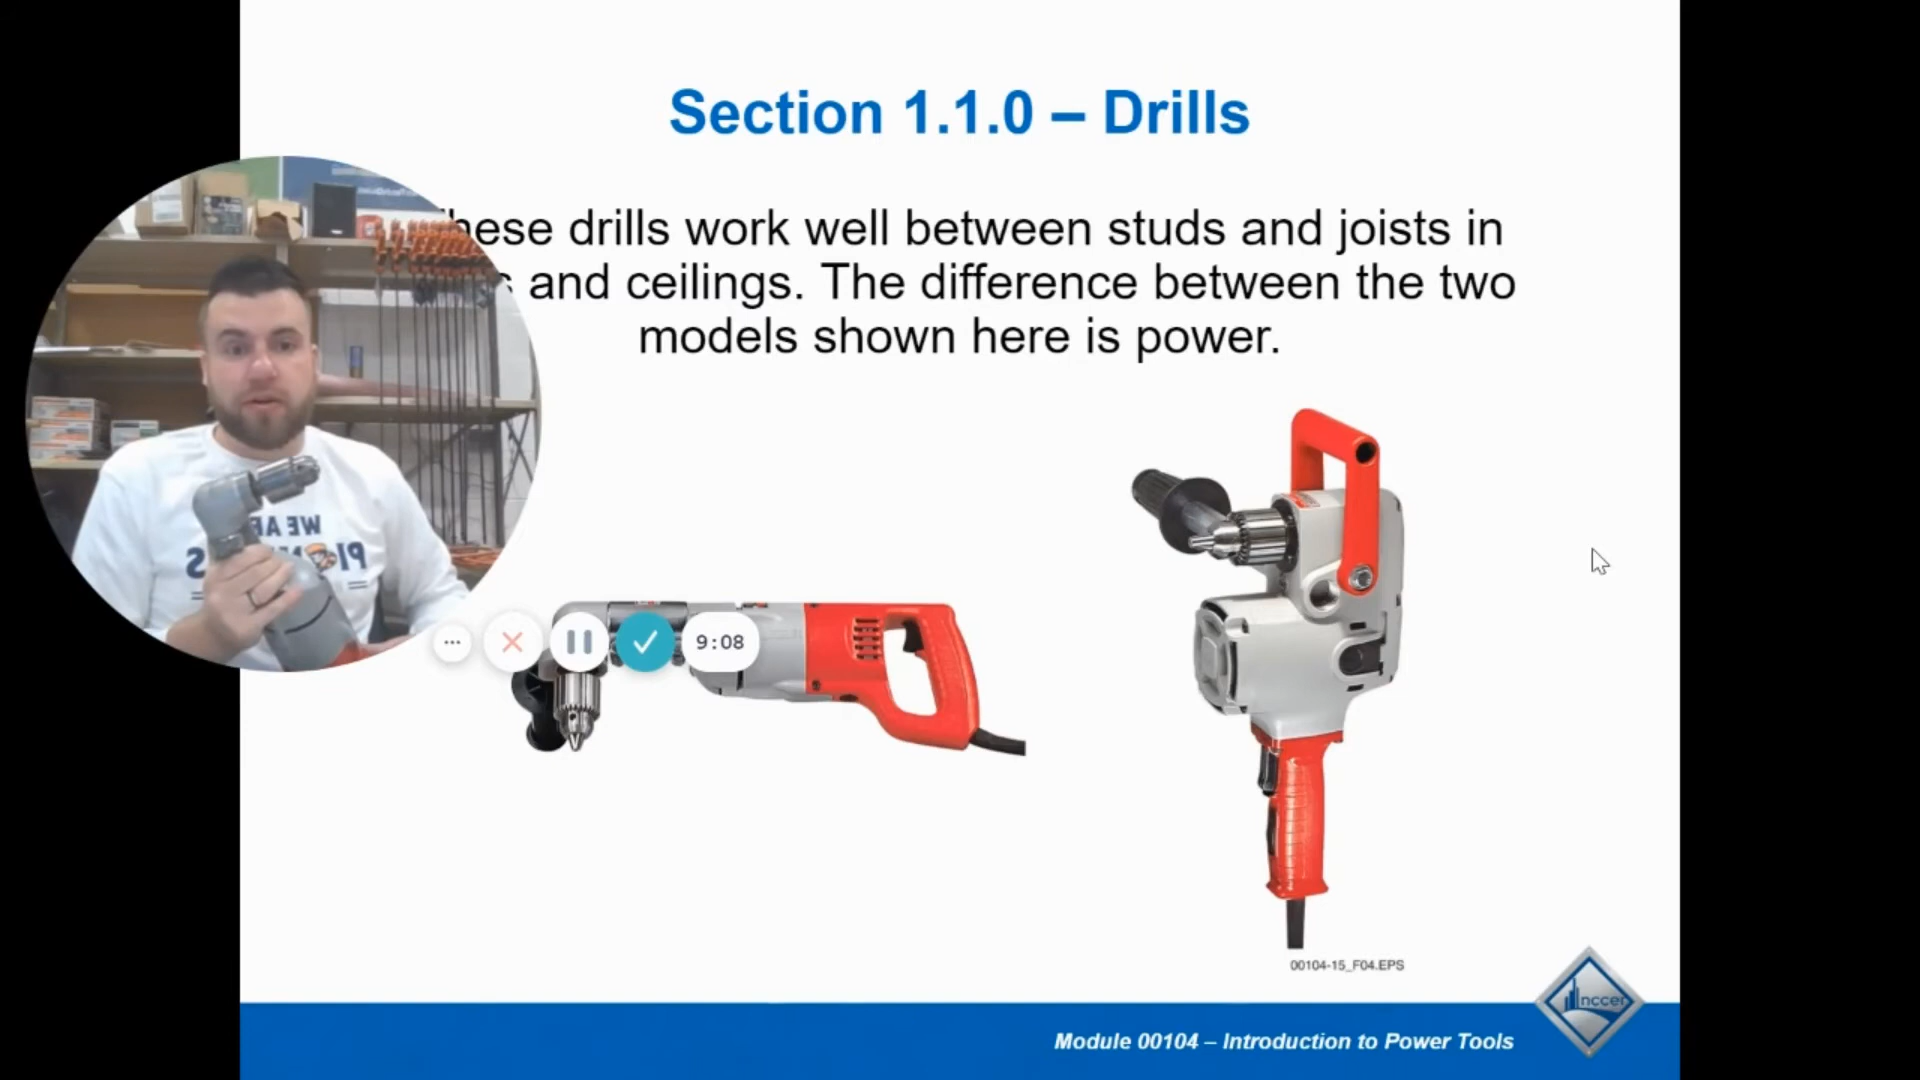 Section 1.1.0 – Drills
hese drills work well between studs and joists in
and ceilings. The difference between the two
models shown here is power.
WE AR
9:08
00104-15_F04.EPS
nccer
Module 00104 – Introduction to Power Tools